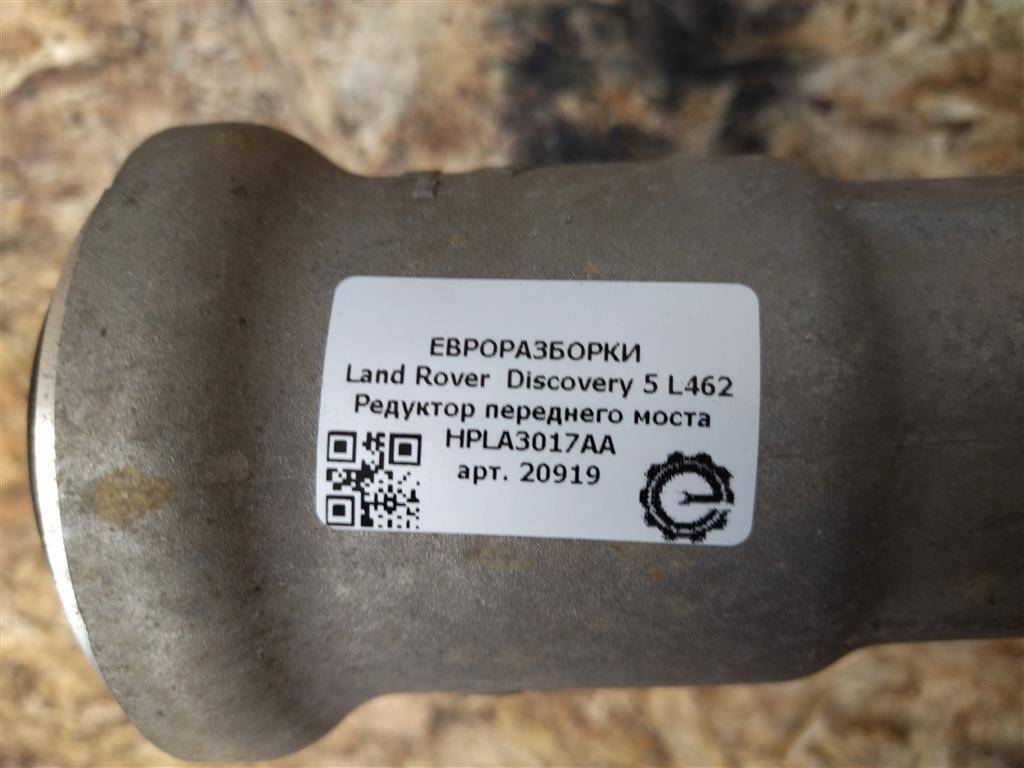 ЕВРОРАЗБОРКИ
Land Rover Discovery 5 L462
Редуктор переднего моста
HPLA3017AA
арт. 20919